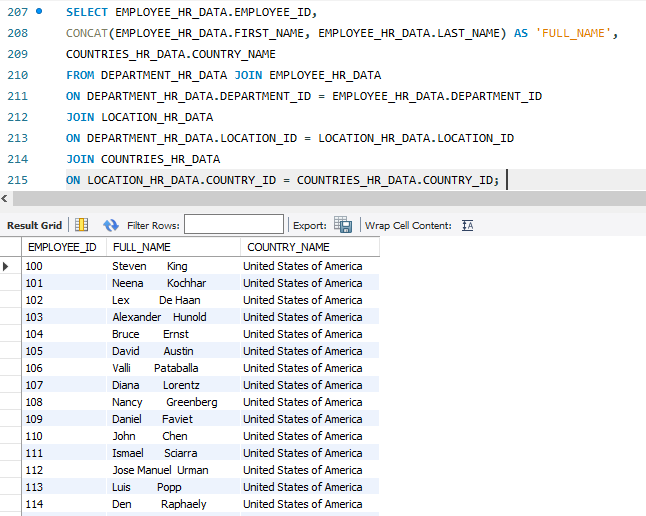 207 SELECT EMPLOYEE_HR_DATA.EMPLOYEE_ID,
208 CONCAT(EMPLOYEE_HR_DATA.FIRST_NAME, EMPLOYEE_HR_DATA.LAST_NAME) AS 'FULL_NAME',
209 COUNTRIES_HR_DATA.COUNTRY_NAME
210 FROM DEPARTMENT_HR_DATA JOIN EMPLOYEE_HR_DATA
211 ON DEPARTMENT_HR_DATA.DEPARTMENT_ID = EMPLOYEE_HR_DATA.DEPARTMENT_ID
212 JOIN LOCATION_HR_DATA
213 ON DEPARTMENT_HR_DATA.LOCATION_ID = LOCATION_HR_DATA.LOCATION_ID
214 JOIN COUNTRIES_HR_DATA
215 ON LOCATION_HR_DATA.COUNTRY_ID = COUNTRIES_HR_DATA.COUNTRY_ID;
Result Grid Filter Rows: Export: Wrap Cell Content:
EMPLOYEE_ID FULL_NAME COUNTRY_NAME
100 Steven King United States of America
101 Neena Kochhar United States of America
102 Lex De Haan United States of America
103 Alexander Hunold United States of America
104 Bruce Ernst United States of America
105 David Austin United States of America
106 Valli Pataballa United States of America
107 Diana Lorentz United States of America
108 Nancy Greenberg United States of America
109 Daniel Faviet United States of America
110 John Chen United States of America
111 Ismael Sciarra United States of America
112 Jose Manuel Urman United States of America
113 Luis Popp United States of America
114 Den Raphaely United States of America